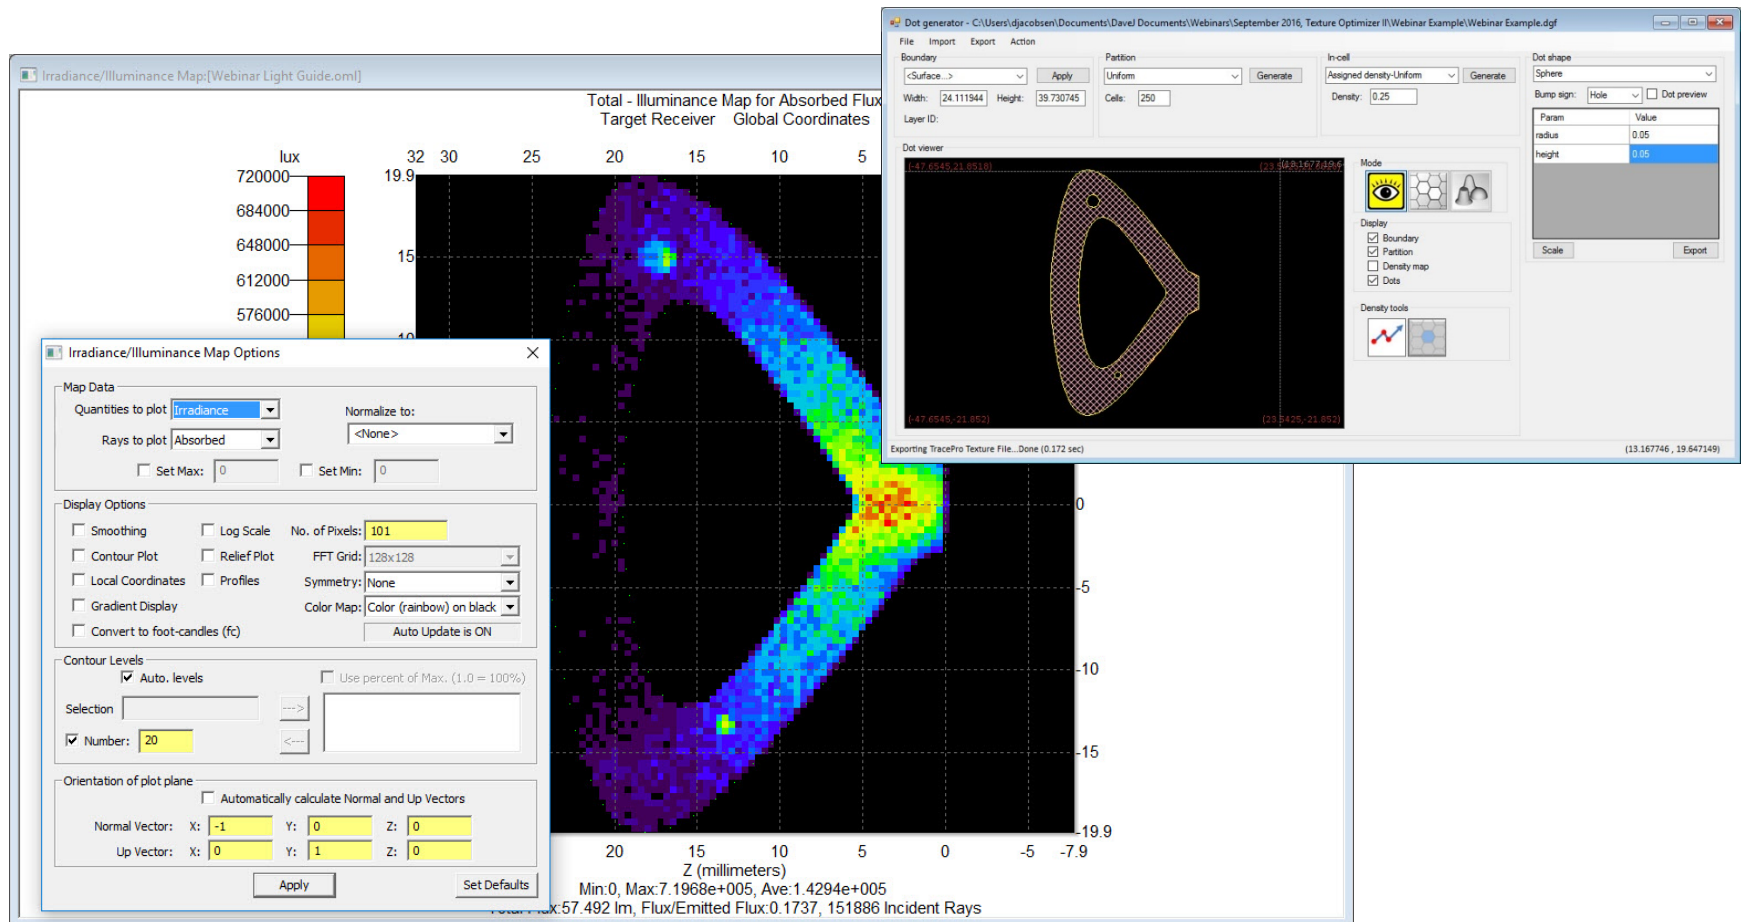 Dot generator - C:\Users\djacobsen\Documents\DaveJ Documents\Webinars\September 2016, Texture Optimizer II\Webinar Example\Webinar Example.dgf
File Import Export Action
Boundary
<Surface...> Apply
Width: 24.111944 Height: 39.730745
Layer ID:
Partition
Uniform Generate
Cells: 250
In-cell
Assigned density-Uniform Generate
Density: 0.25
Dot shape
Sphere
Bump sign: Hole Dot preview
Param Value
radius 0.05
height 0.05
Scale Export
Dot viewer
(-47.6545,21.8518)
(-47.6545,-21.852)
(23.5425,-21.852)
Mode
Display
Boundary
Partition
Density map
Dots
Density tools
Exporting TracePro Texture File...Done (0.172 sec) (13.167746 , 19.647149)
Irradiance/Illuminance Map:[Webinar Light Guide.oml]
Total - Illuminance Map for Absorbed Flux
Target Receiver Global Coordinates
lux
720000
684000
648000
612000
576000
32 30 25 20 15 10 5
19.9
15
10
0
-5
-10
-15
-19.9
20 15 10 5 0 -5 -7.9
Z (millimeters)
Min:0, Max:7.1968e+005, Ave:1.4294e+005
Total Flux:57.492 lm, Flux/Emitted Flux:0.1737, 151886 Incident Rays
Irradiance/Illuminance Map Options
Map Data
Quantities to plot Irradiance
Normalize to:
<None>
Rays to plot Absorbed
Set Max: 0 Set Min: 0
Display Options
Smoothing Log Scale No. of Pixels: 101
Contour Plot Relief Plot FFT Grid: 128x128
Local Coordinates Profiles Symmetry: None
Gradient Display Color Map: Color (rainbow) on black
Convert to foot-candles (fc) Auto Update is ON
Contour Levels
Auto. levels Use percent of Max. (1.0 = 100%)
Selection --->
Number: 20 <---
Orientation of plot plane
Automatically calculate Normal and Up Vectors
Normal Vector: X: -1 Y: 0 Z: 0
Up Vector: X: 0 Y: 1 Z: 0
Apply Set Defaults